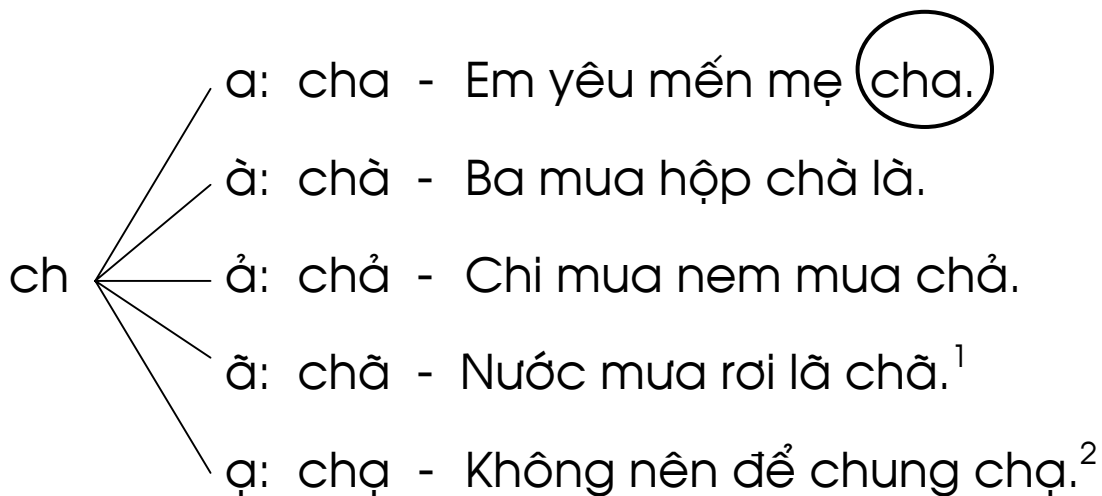 a: cha - Em yêu mến mẹ cha.
à: chà - Ba mua hộp chà là.
ch ả: chả - Chi mua nem mua chả.
ã: chã - Nước mưa rơi lã chã.1
ạ: chạ - Không nên để chung chạ.2